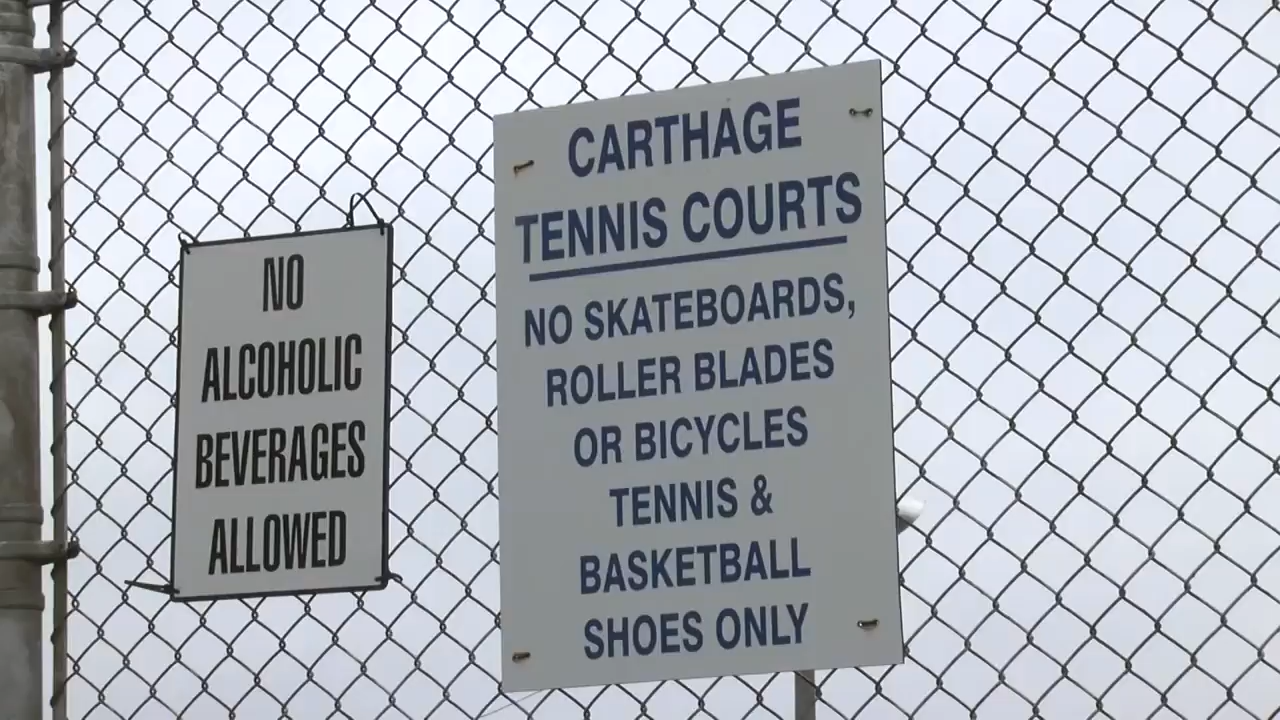 NO
ALCOHOLIC
BEVERAGES
ALLOWED
CARTHAGE
TENNIS COURTS
NO SKATEBOARDS,
ROLLER BLADES
OR BICYCLES
TENNIS &
BASKETBALL
SHOES ONLY